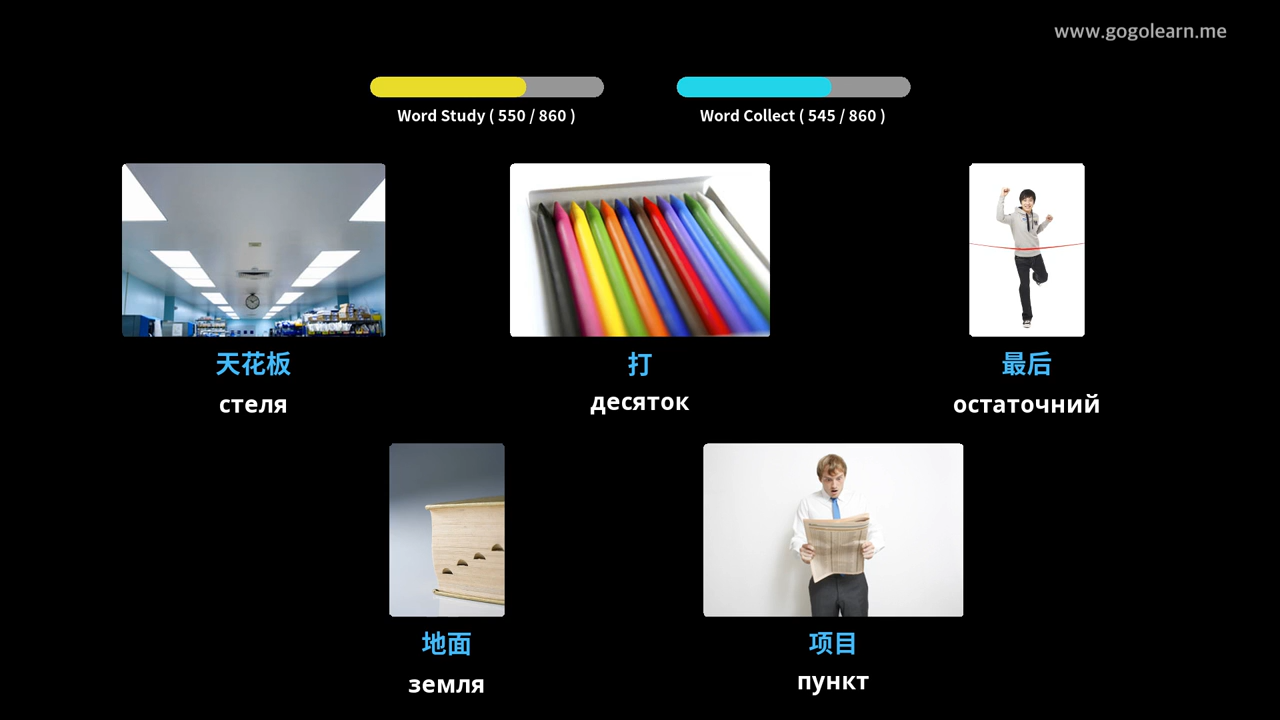 www.gogolearn.me
Word Study ( 550 / 860 )
Word Collect ( 545 / 860 )
天花板
打
最后
стеля
десяток
остаточний
地面
项目
земля
пункт